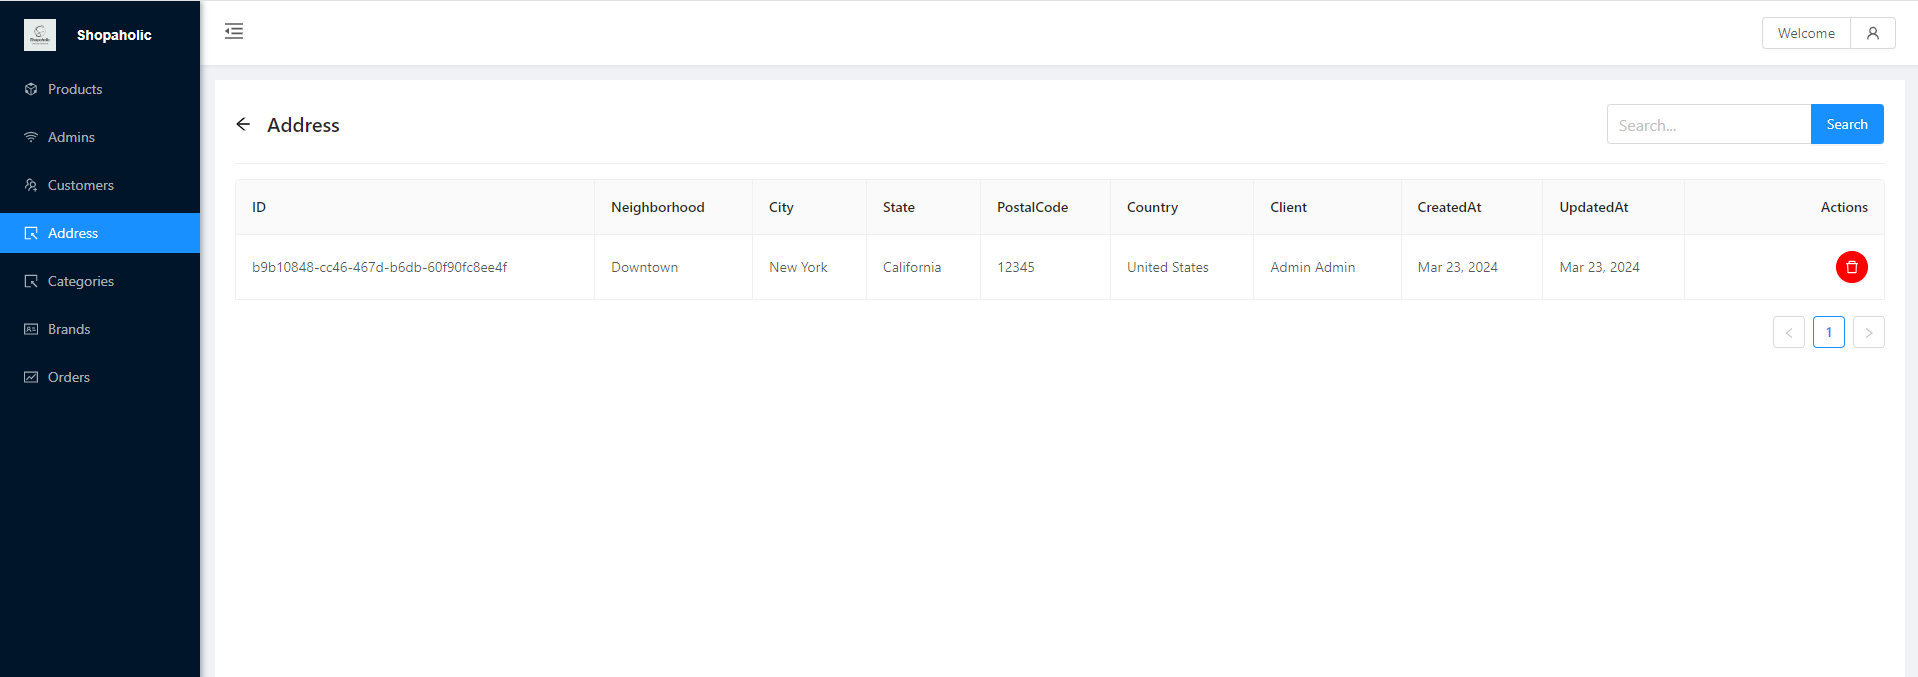 Shopaholic
Welcome
Products
Admins
Customers
Address
Categories
Brands
Orders
Address
Search...
Search
ID Neighborhood City State PostalCode Country Client CreatedAt UpdatedAt Actions
b9b10848-cc46-467d-b6db-60f90fc8ee4f Downtown New York California 12345 United States Admin Admin Mar 23, 2024 Mar 23, 2024
< 1 >